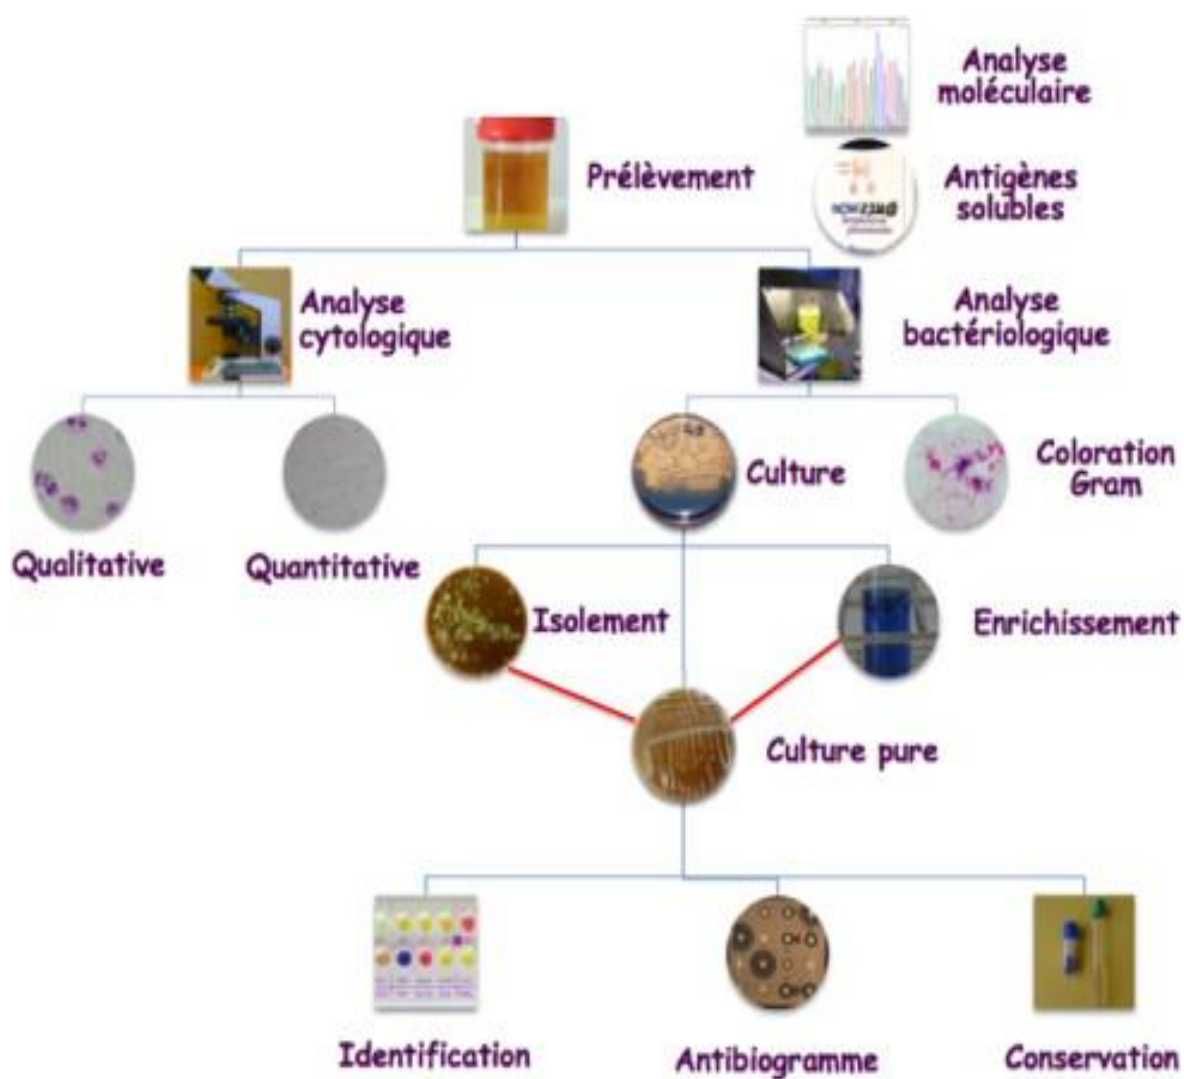 Analyse
moléculaire
Prélèvement
Antigènes
solubles
Analyse
cytologique
Analyse
bactériologique
Culture
Coloration
Gram
Qualitative
Quantitative
Isolement
Enrichissement
Culture pure
Identification
Antibiogramme
Conservation